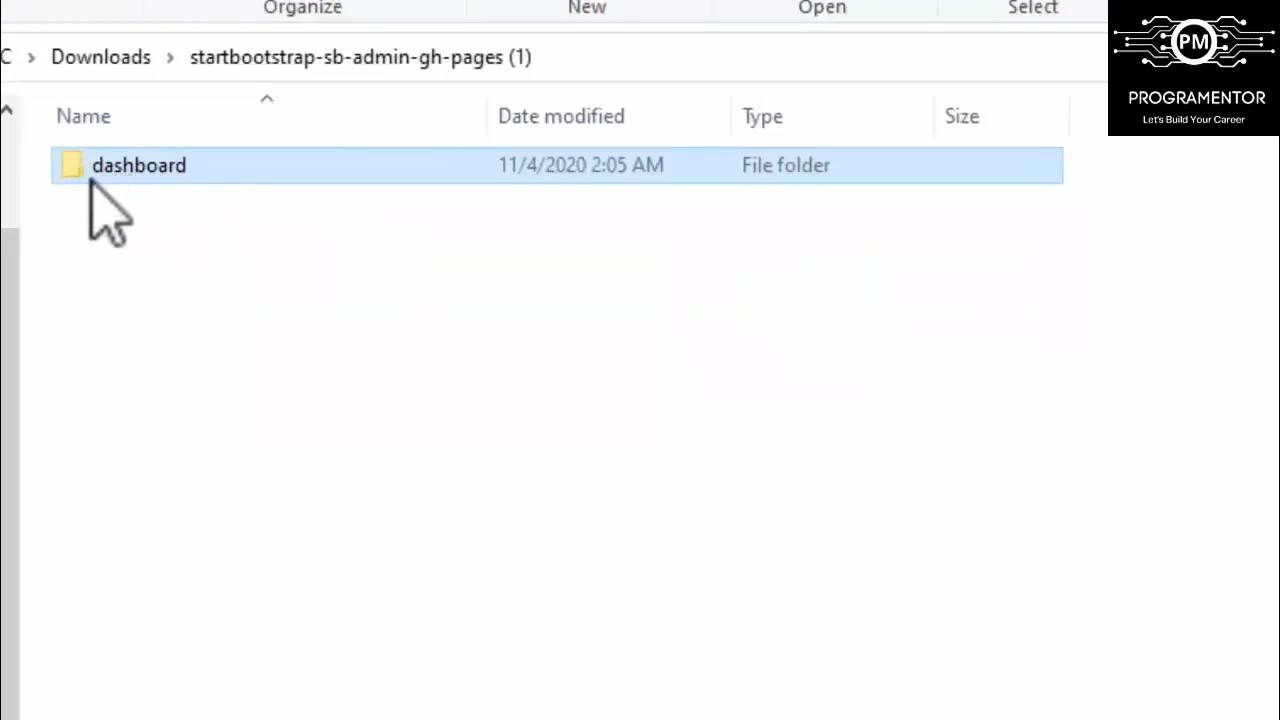 Organize New Open Select
C > Downloads > startbootstrap-sb-admin-gh-pages (1)
Name Date modified Type Size
dashboard 11/4/2020 2:05 AM File folder
PM
PROGRAMENTOR
Let's Build Your Career